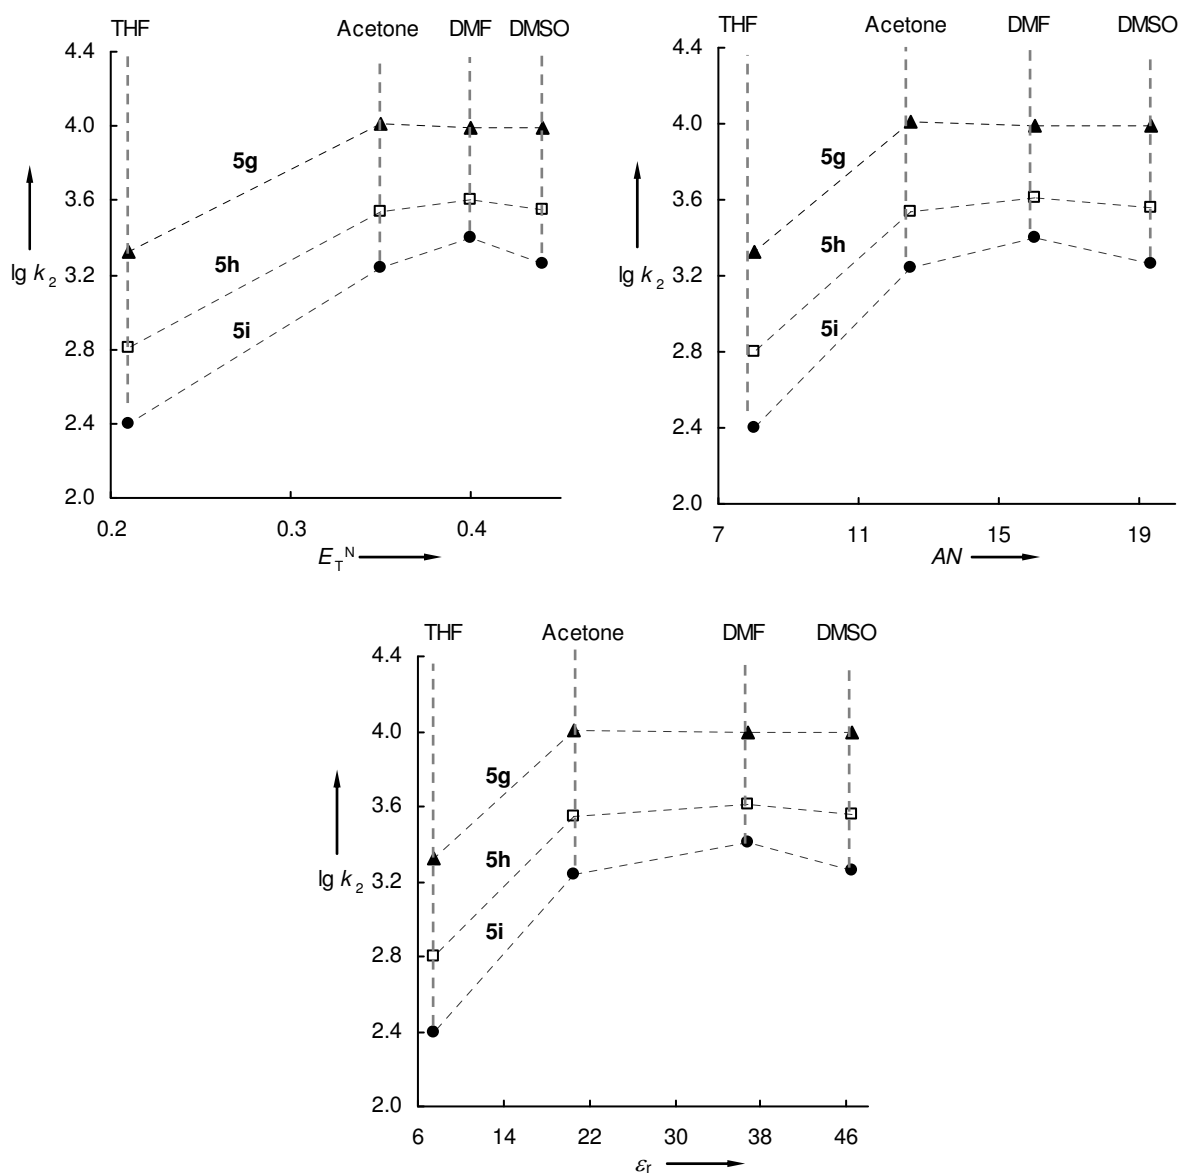 THF Acetone DMF DMSO
4.4
4.0
3.6
3.2
2.8
2.4
2.0
lg k₂
5g
5h
5i
0.2 0.3 0.4
E_T^N
THF Acetone DMF DMSO
4.4
4.0
3.6
3.2
2.8
2.4
2.0
lg k₂
5g
5h
5i
7 11 15 19
AN
THF Acetone DMF DMSO
4.4
4.0
3.6
3.2
2.8
2.4
2.0
lg k₂
5g
5h
5i
6 14 22 30 38 46
εr